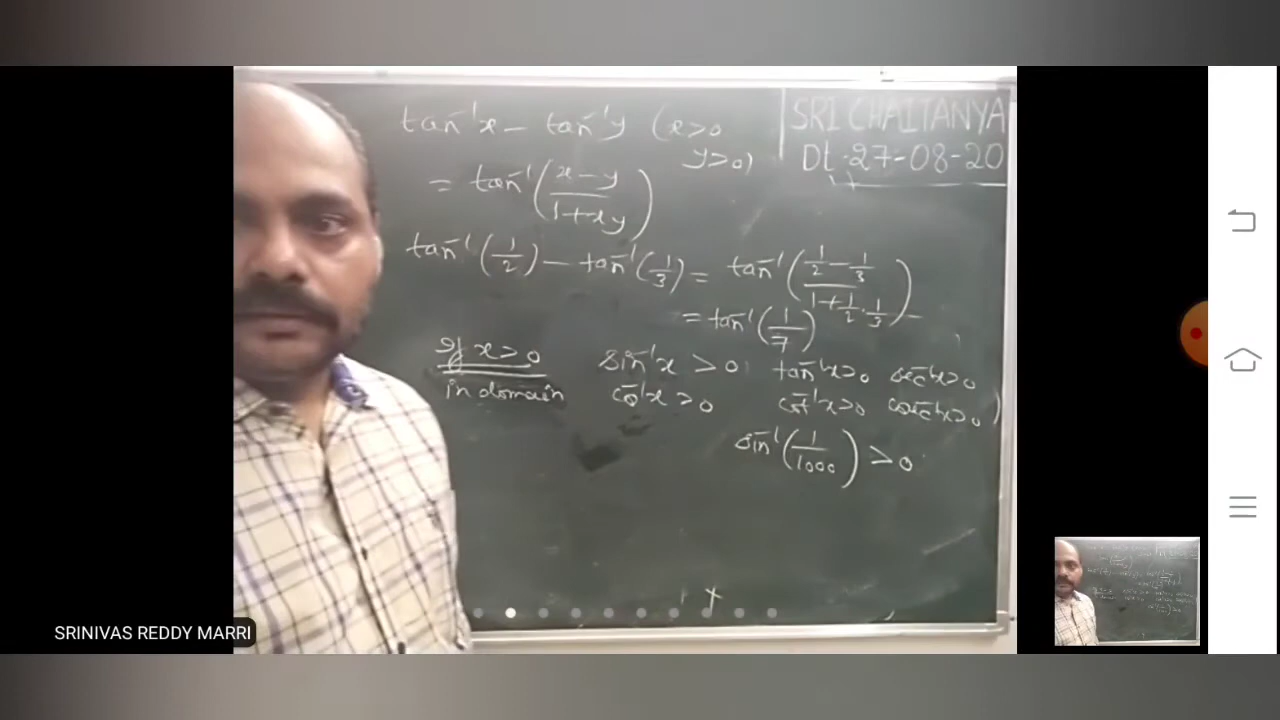 tan⁻¹x − tan⁻¹y (x>0
y>0)
= tan⁻¹((x−y)/(1+xy))
SRI CHAITANYA
Dt 27-08-20
tan⁻¹(1/2) − tan⁻¹(1/3) = tan⁻¹((1/2 − 1/3)/(1+1/2·1/3))
= tan⁻¹(1/7)
If x>0 sin⁻¹x >0 tan⁻¹x>0 sec⁻¹x>0
in domain cos⁻¹x >0 cot⁻¹x>0 cosec⁻¹x>0)
sin⁻¹(1/1000) >0
SRINIVAS REDDY MARRI